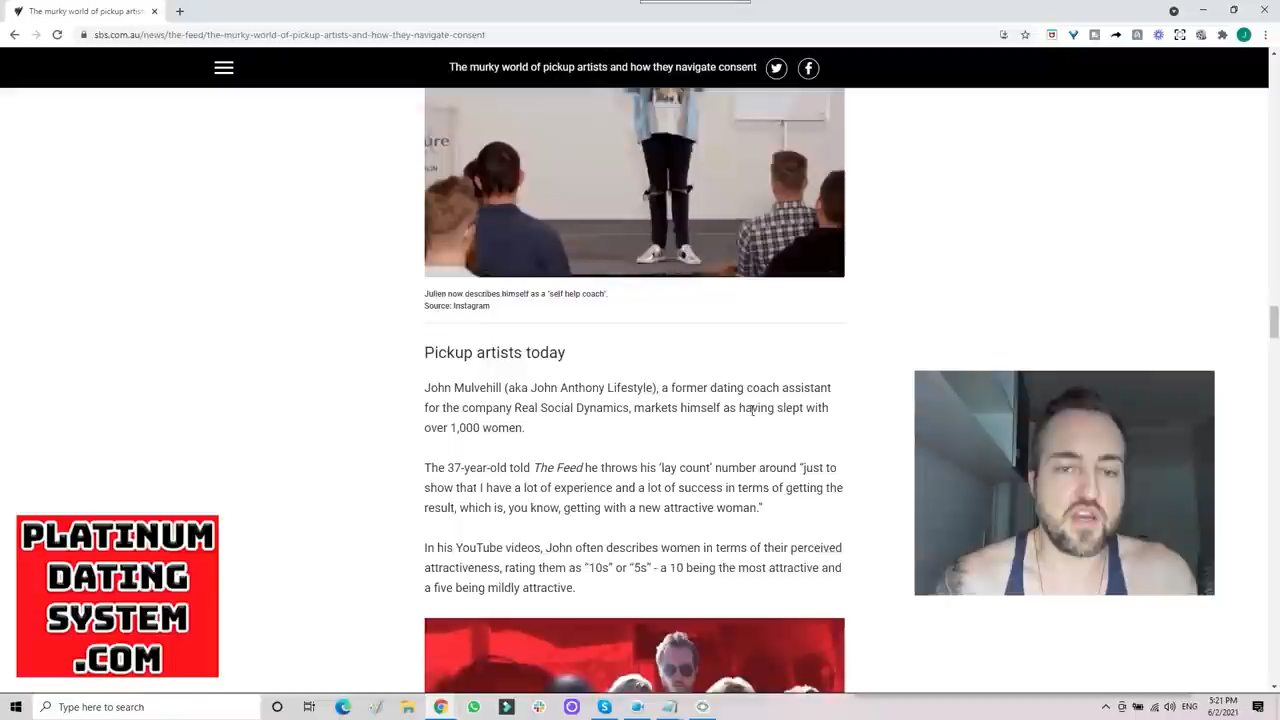 The murky world of pickup artis
sbs.com.au/news/the-feed/the-murky-world-of-pickup-artists-and-how-they-navigate-consent
J
The murky world of pickup artists and how they navigate consent
ure
Julien now describes himself as a "self help coach".
Source: Instagram
Pickup artists today
John Mulvehill (aka John Anthony Lifestyle), a former dating coach assistant
for the company Real Social Dynamics, markets himself as having slept with
over 1,000 women.
The 37-year-old told The Feed he throws his ‘lay count’ number around “just to
show that I have a lot of experience and a lot of success in terms of getting the
result, which is, you know, getting with a new attractive woman.”
In his YouTube videos, John often describes women in terms of their perceived
attractiveness, rating them as “10s” or “5s” - a 10 being the most attractive and
a five being mildly attractive.
PLATINUM
DATING
SYSTEM
.COM
Type here to search
ENG
5:21 PM
6/2/2021